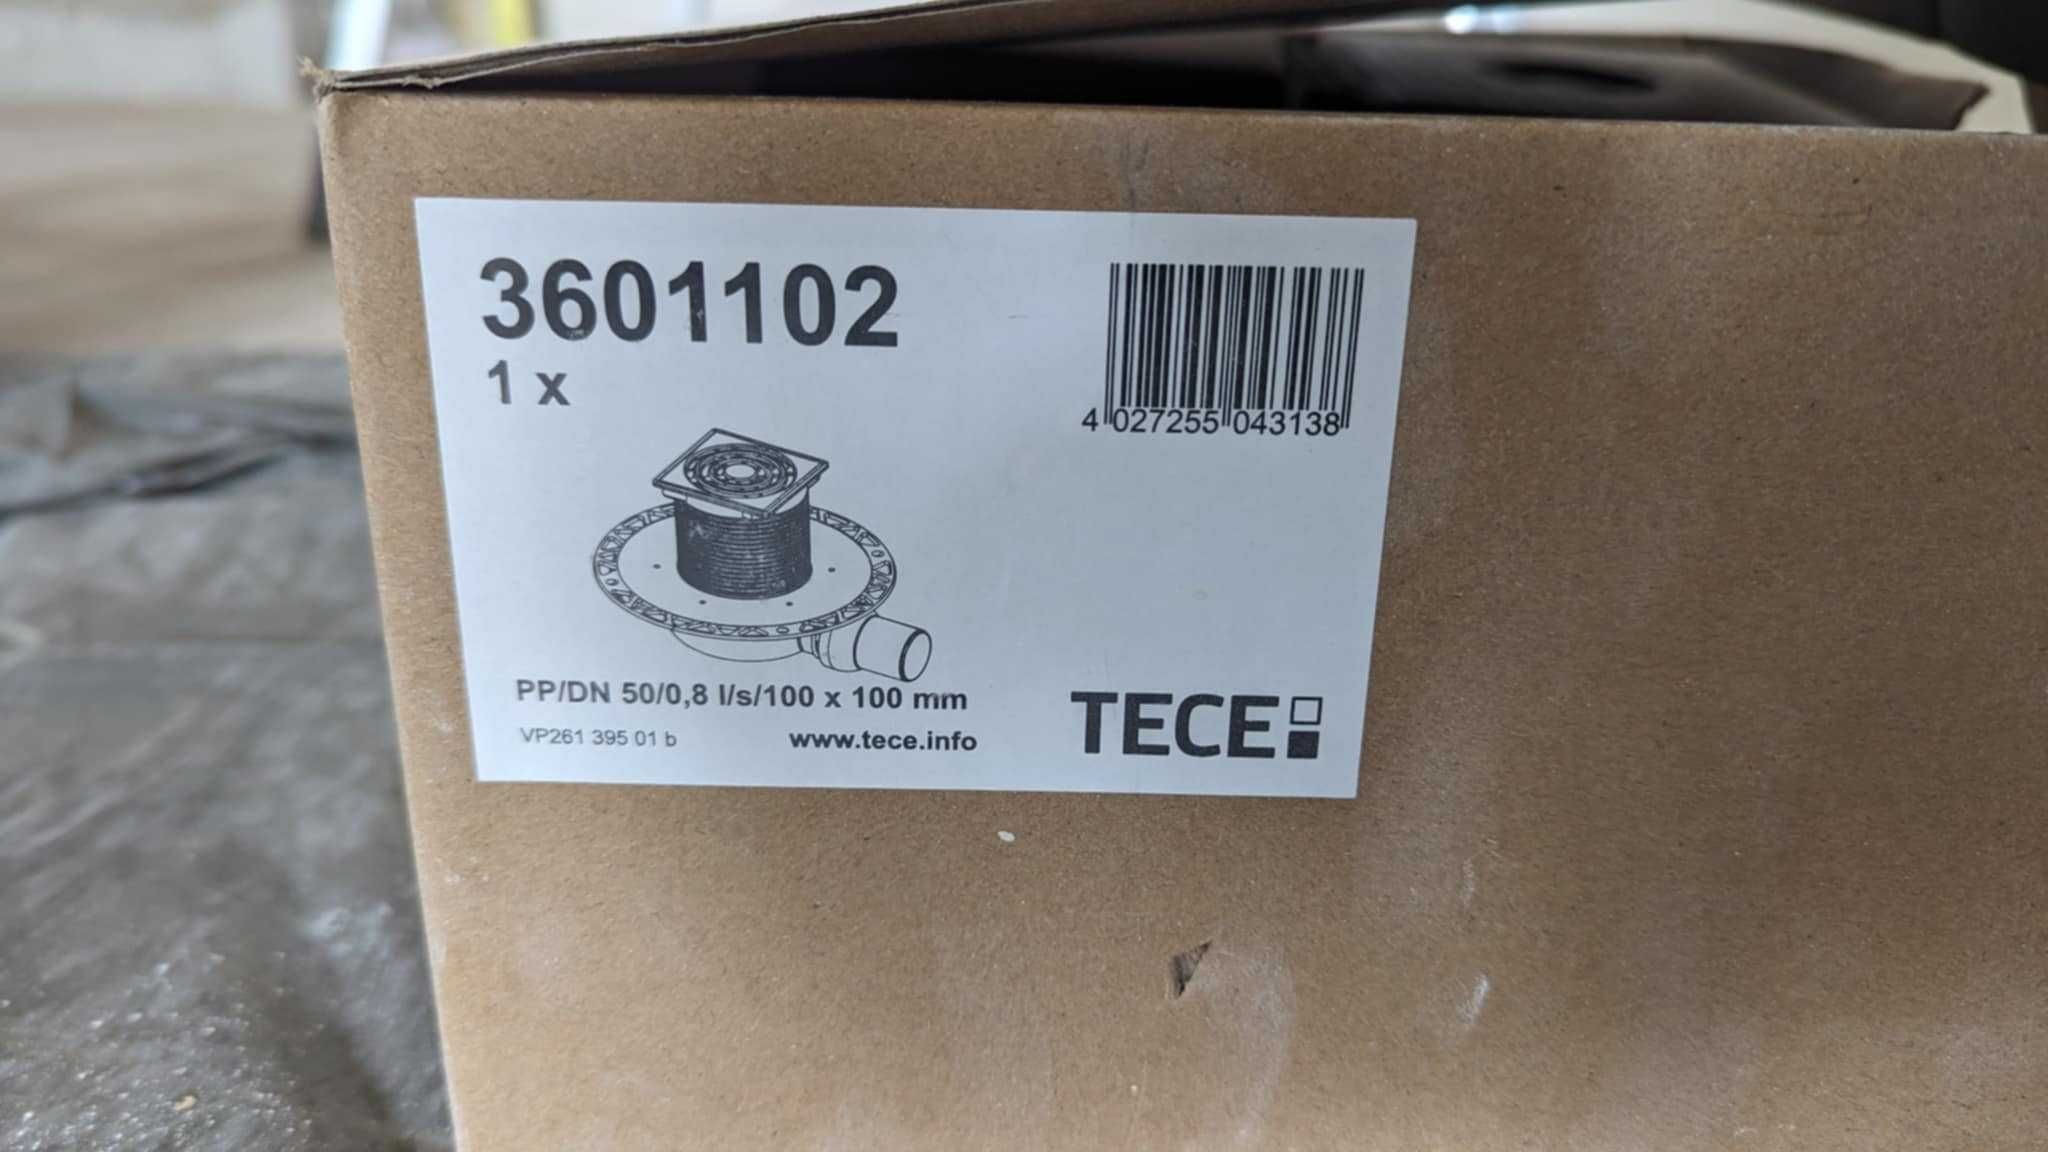 3601102
1 x
4 027255 043138
PP/DN 50/0,8 l/s/100 x 100 mm
VP261 395 01 b
www.tece.info
TECE